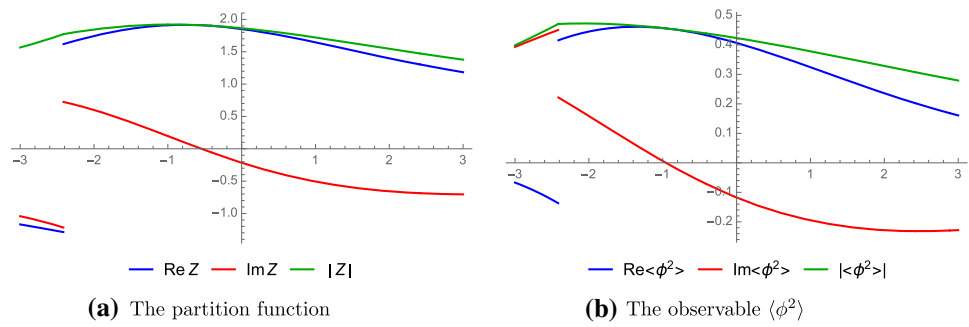 2.0
1.5
1.0
0.5
-3 -2 -1 1 2 3
-0.5
-1.0
Re Z Im Z |Z|
(a) The partition function
0.5
0.4
0.3
0.2
0.1
-3 -2 -1 1 2 3
-0.1
-0.2
Re<ϕ²> Im<ϕ²> |<ϕ²>|
(b) The observable ⟨ϕ²⟩